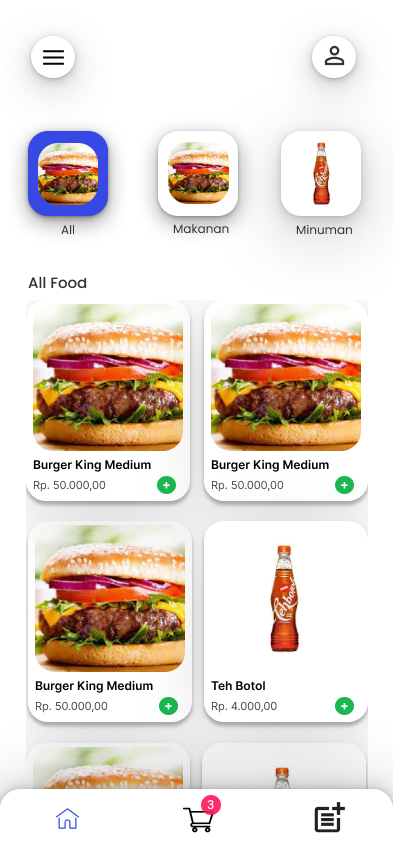 All
Makanan
Minuman
All Food
Burger King Medium
Rp. 50.000,00
Burger King Medium
Rp. 50.000,00
Burger King Medium
Rp. 50.000,00
Teh Botol
Rp. 4.000,00
3